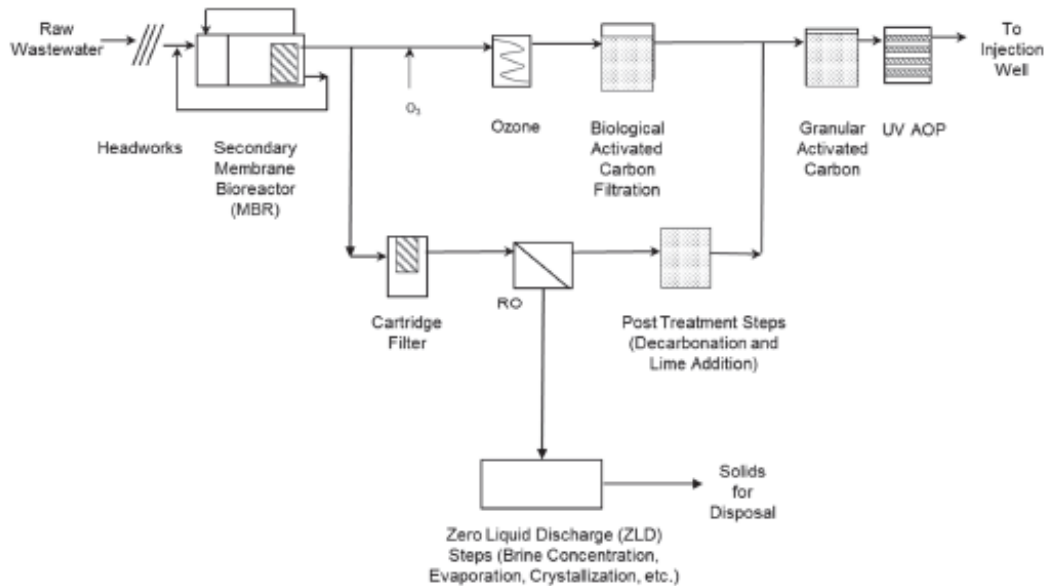 Raw
Wastewater
To
Injection
Well
O₃
Headworks
Secondary
Membrane
Bioreactor
(MBR)
Ozone
Biological
Activated
Carbon
Filtration
Granular
Activated
Carbon
UV AOP
Cartridge
Filter
RO
Post Treatment Steps
(Decarbonation and
Lime Addition)
Solids
for
Disposal
Zero Liquid Discharge (ZLD)
Steps (Brine Concentration,
Evaporation, Crystallization, etc.)